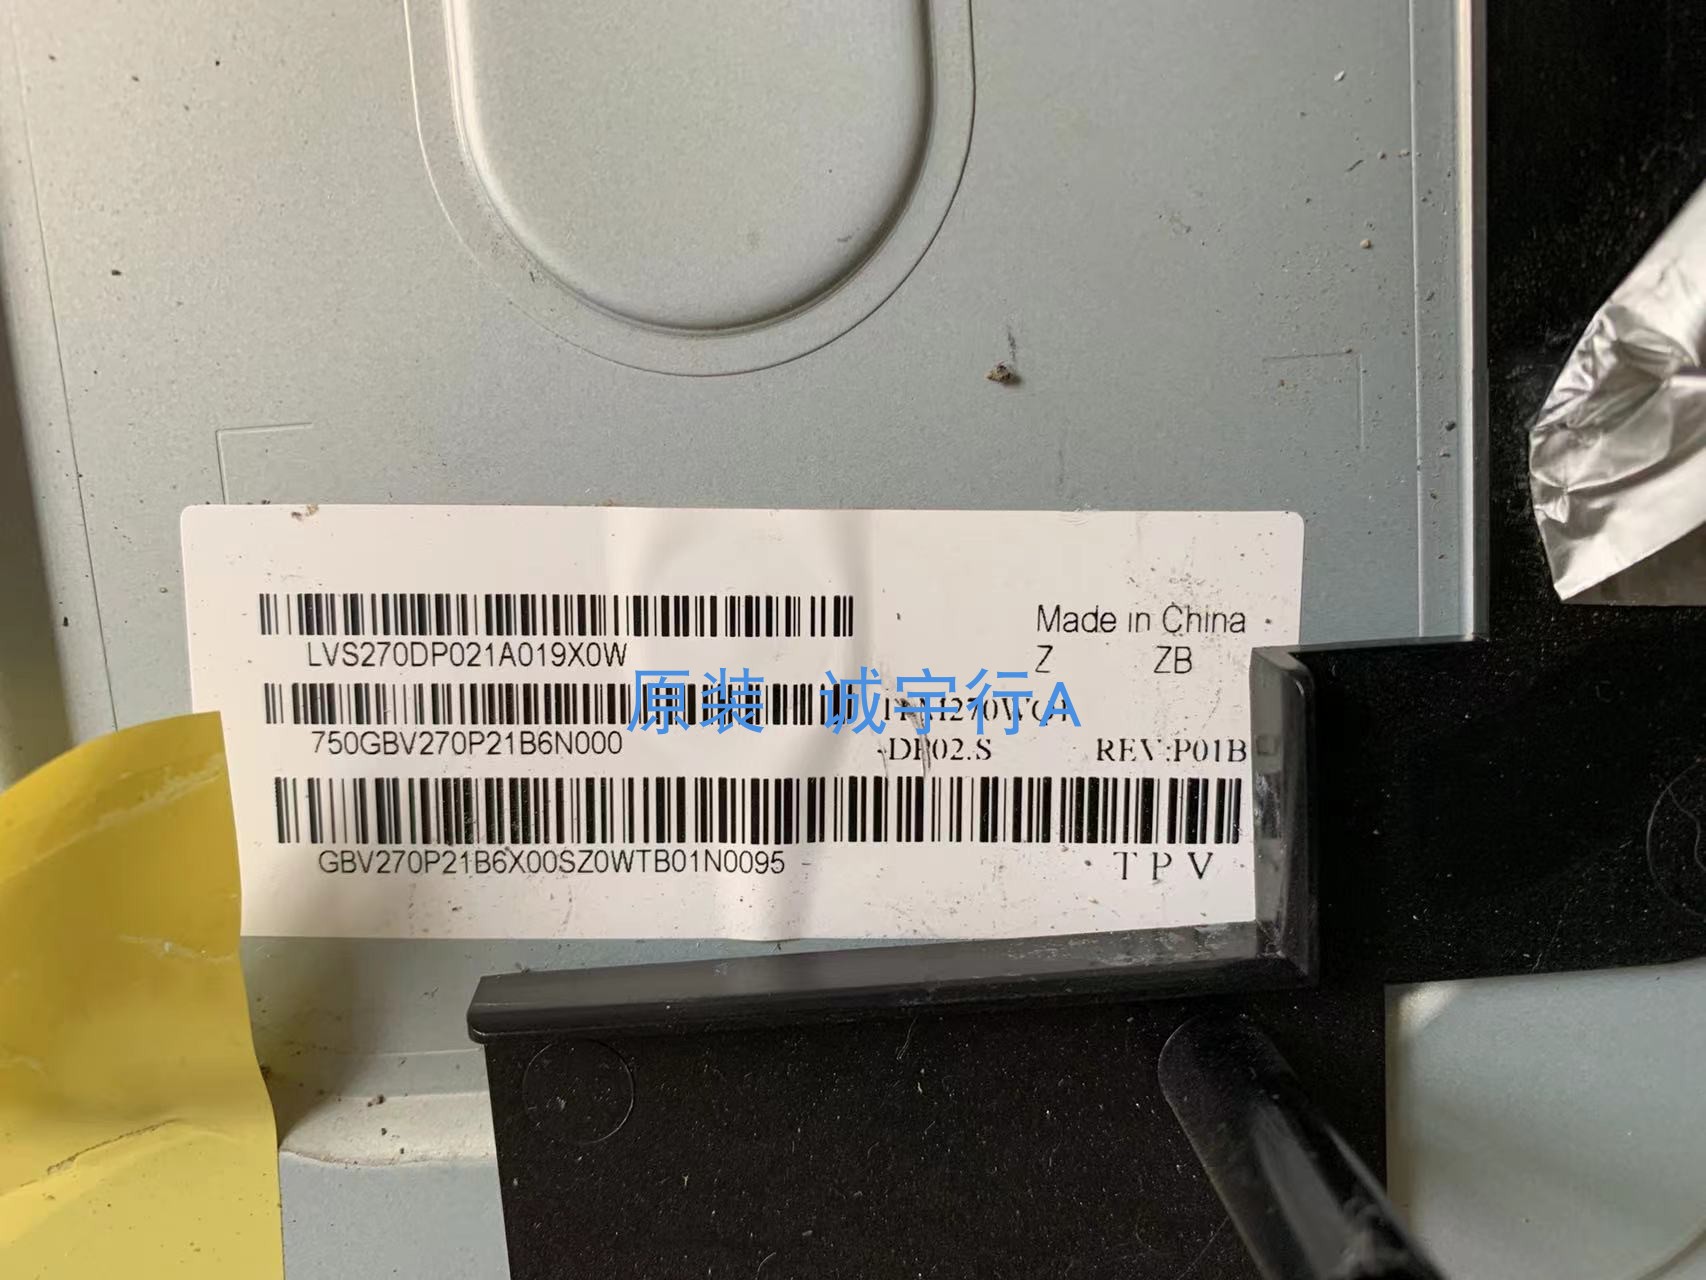 LVS270DP021A019X0W
Made in China
Z ZB
原装 诚宇行A
750GBV270P21B6N000
-DP02.S REV:P01B
GBV270P21B6X00SZ0WTB01N0095
TPV